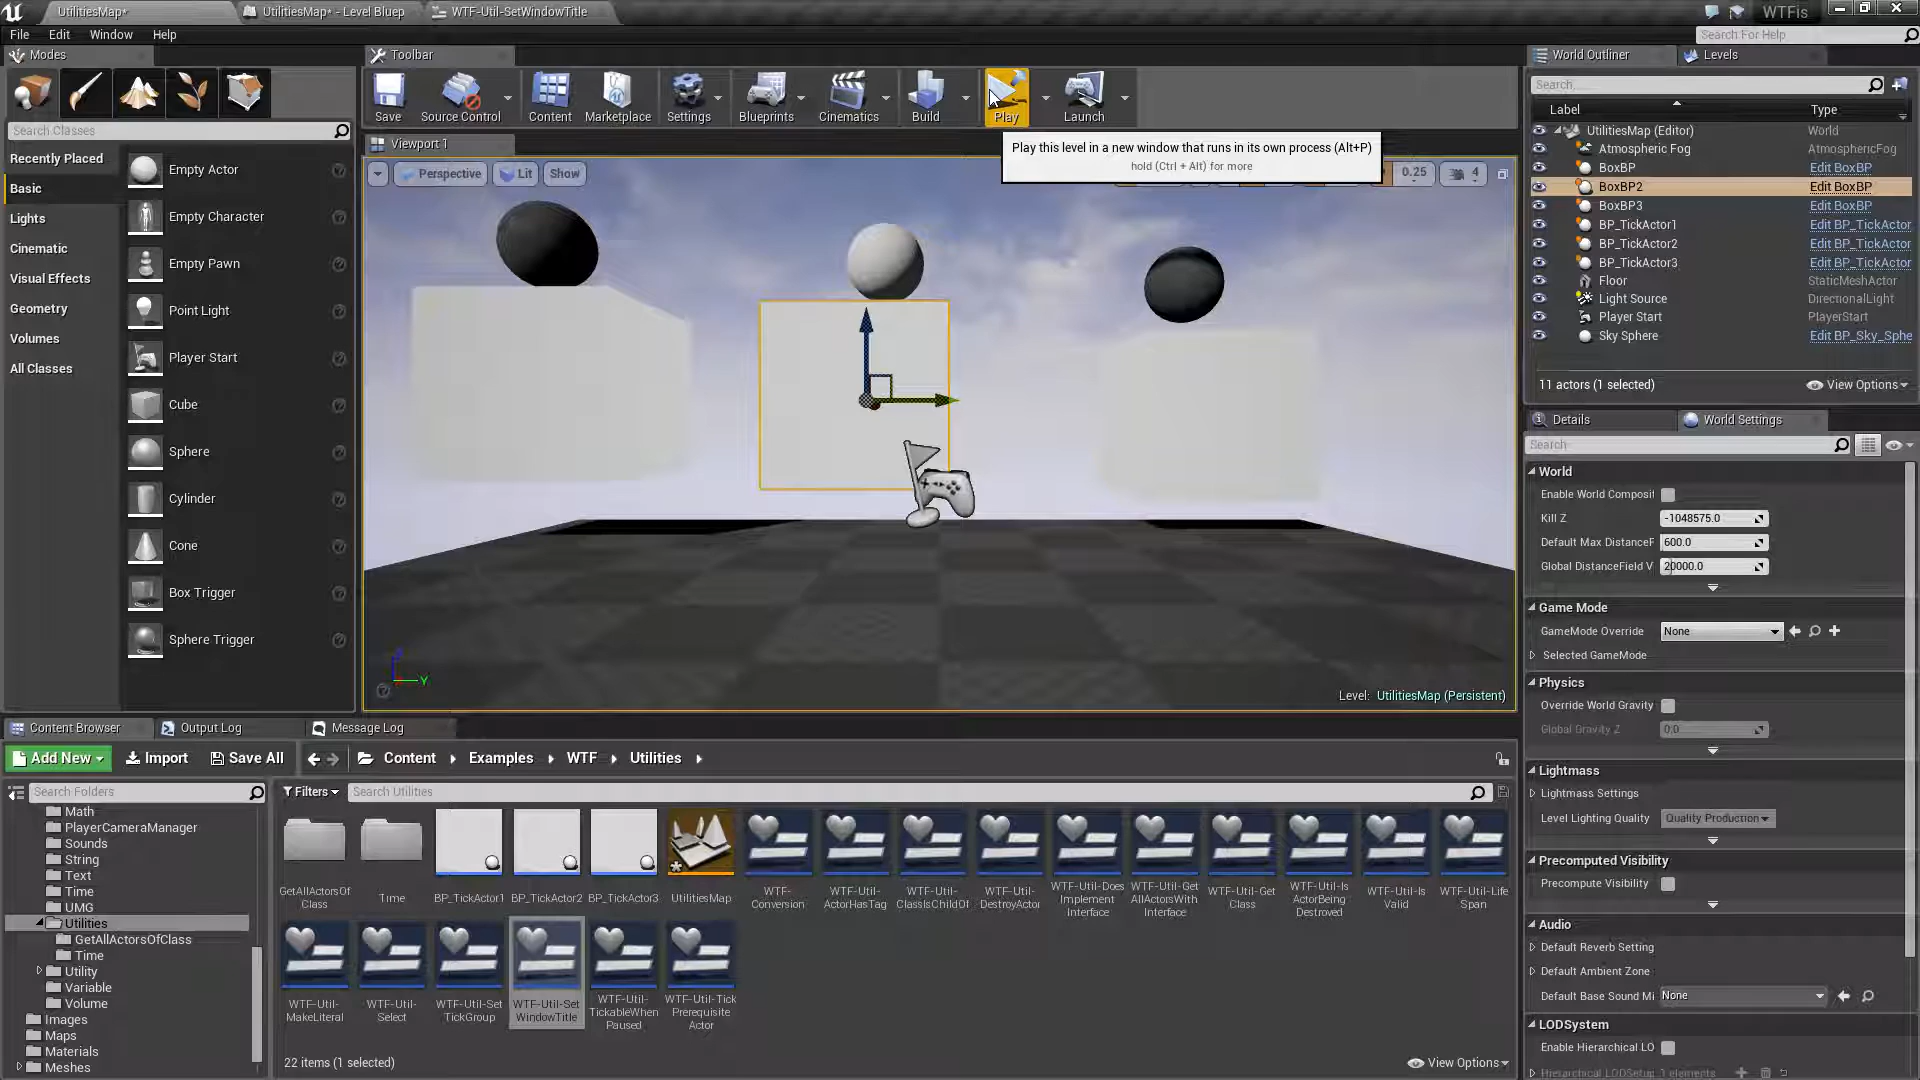 UtilitiesMap*
UtilitiesMap* - Level Bluep
WTF-Util-SetWindowTitle
WTFis
File
Edit
Window
Help
Search For Help
Modes
Toolbar
World Outliner
Levels
Save
Source Control
Content
Marketplace
Settings
Blueprints
Cinematics
Build
Play
Launch
Search...
Label
Type
Search Classes
Viewport 1
Play this level in a new window that runs in its own process (Alt+P)
hold (Ctrl + Alt) for more
Perspective
Lit
Show
0.25
4
Recently Placed
Basic
Lights
Cinematic
Visual Effects
Geometry
Volumes
All Classes
Empty Actor
Empty Character
Empty Pawn
Point Light
Player Start
Cube
Sphere
Cylinder
Cone
Box Trigger
Sphere Trigger
UtilitiesMap (Editor) World
Atmospheric Fog AtmosphericFog
BoxBP Edit BoxBP
BoxBP2 Edit BoxBP
BoxBP3 Edit BoxBP
BP_TickActor1 Edit BP_TickActor
BP_TickActor2 Edit BP_TickActor
BP_TickActor3 Edit BP_TickActor
Floor StaticMeshActor
Light Source DirectionalLight
Player Start PlayerStart
Sky Sphere Edit BP_Sky_Sphe
11 actors (1 selected)
View Options
Details
World Settings
Search
World
Enable World Composit
Kill Z -1048575.0
Default Max DistanceF 600.0
Global DistanceField V 20000.0
Game Mode
GameMode Override None
Selected GameMode
Physics
Override World Gravity
Global Gravity Z 0.0
Lightmass
Lightmass Settings
Level Lighting Quality Quality Production
Precomputed Visibility
Precompute Visibility
Audio
Default Reverb Setting
Default Ambient Zone
Default Base Sound Mi None
LODSystem
Enable Hierarchical LO
Hierarchical LODSetup 1 elements
Y
Level: UtilitiesMap (Persistent)
Content Browser
Output Log
Message Log
Add New
Import
Save All
Content
Examples
WTF
Utilities
Search Folders
Filters
Search Utilities
Math
PlayerCameraManager
Sounds
String
Text
Time
UMG
Utilities
GetAllActorsOfClass
Time
Utility
Variable
Volume
Images
Maps
Materials
Meshes
GetAllActorsOf
Class
Time
BP_TickActor1
BP_TickActor2
BP_TickActor3
UtilitiesMap
WTF-
Conversion
WTF-Util-
ActorHasTag
WTF-Util-
ClassIsChildOf
WTF-Util-
DestroyActor
WTF-Util-Does
Implement
Interface
WTF-Util-Get
AllActorsWith
Interface
WTF-Util-Get
Class
WTF-Util-Is
ActorBeing
Destroyed
WTF-Util-Is
Valid
WTF-Util-Life
Span
WTF-Util-
MakeLiteral
WTF-Util-
Select
WTF-Util-Set
TickGroup
WTF-Util-Set
WindowTitle
WTF-Util-
TickableWhen
Paused
WTF-Util-Tick
Prerequisite
Actor
22 items (1 selected)
View Options